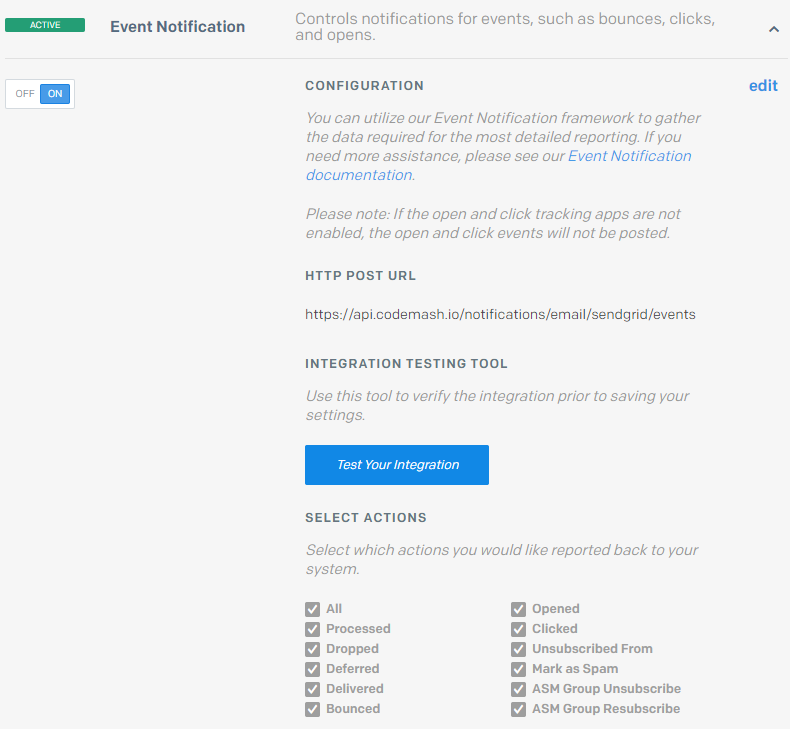 ACTIVE
Event Notification
Controls notifications for events, such as bounces, clicks,
and opens.
OFF ON
CONFIGURATION
edit
You can utilize our Event Notification framework to gather
the data required for the most detailed reporting. If you
need more assistance, please see our Event Notification
documentation.
Please note: If the open and click tracking apps are not
enabled, the open and click events will not be posted.
HTTP POST URL
https://api.codemash.io/notifications/email/sendgrid/events
INTEGRATION TESTING TOOL
Use this tool to verify the integration prior to saving your
settings.
Test Your Integration
SELECT ACTIONS
Select which actions you would like reported back to your
system.
All
Processed
Dropped
Deferred
Delivered
Bounced
Opened
Clicked
Unsubscribed From
Mark as Spam
ASM Group Unsubscribe
ASM Group Resubscribe